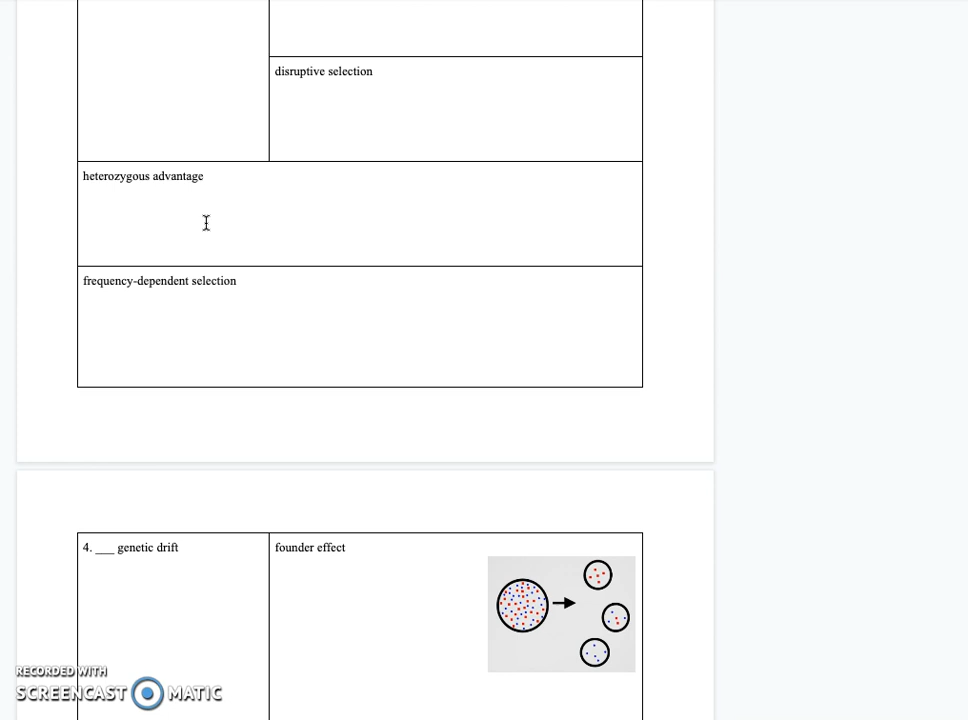 disruptive selection
heterozygous advantage
frequency-dependent selection
4. ___ genetic drift
founder effect
RECORDED WITH
SCREENCAST MATIC